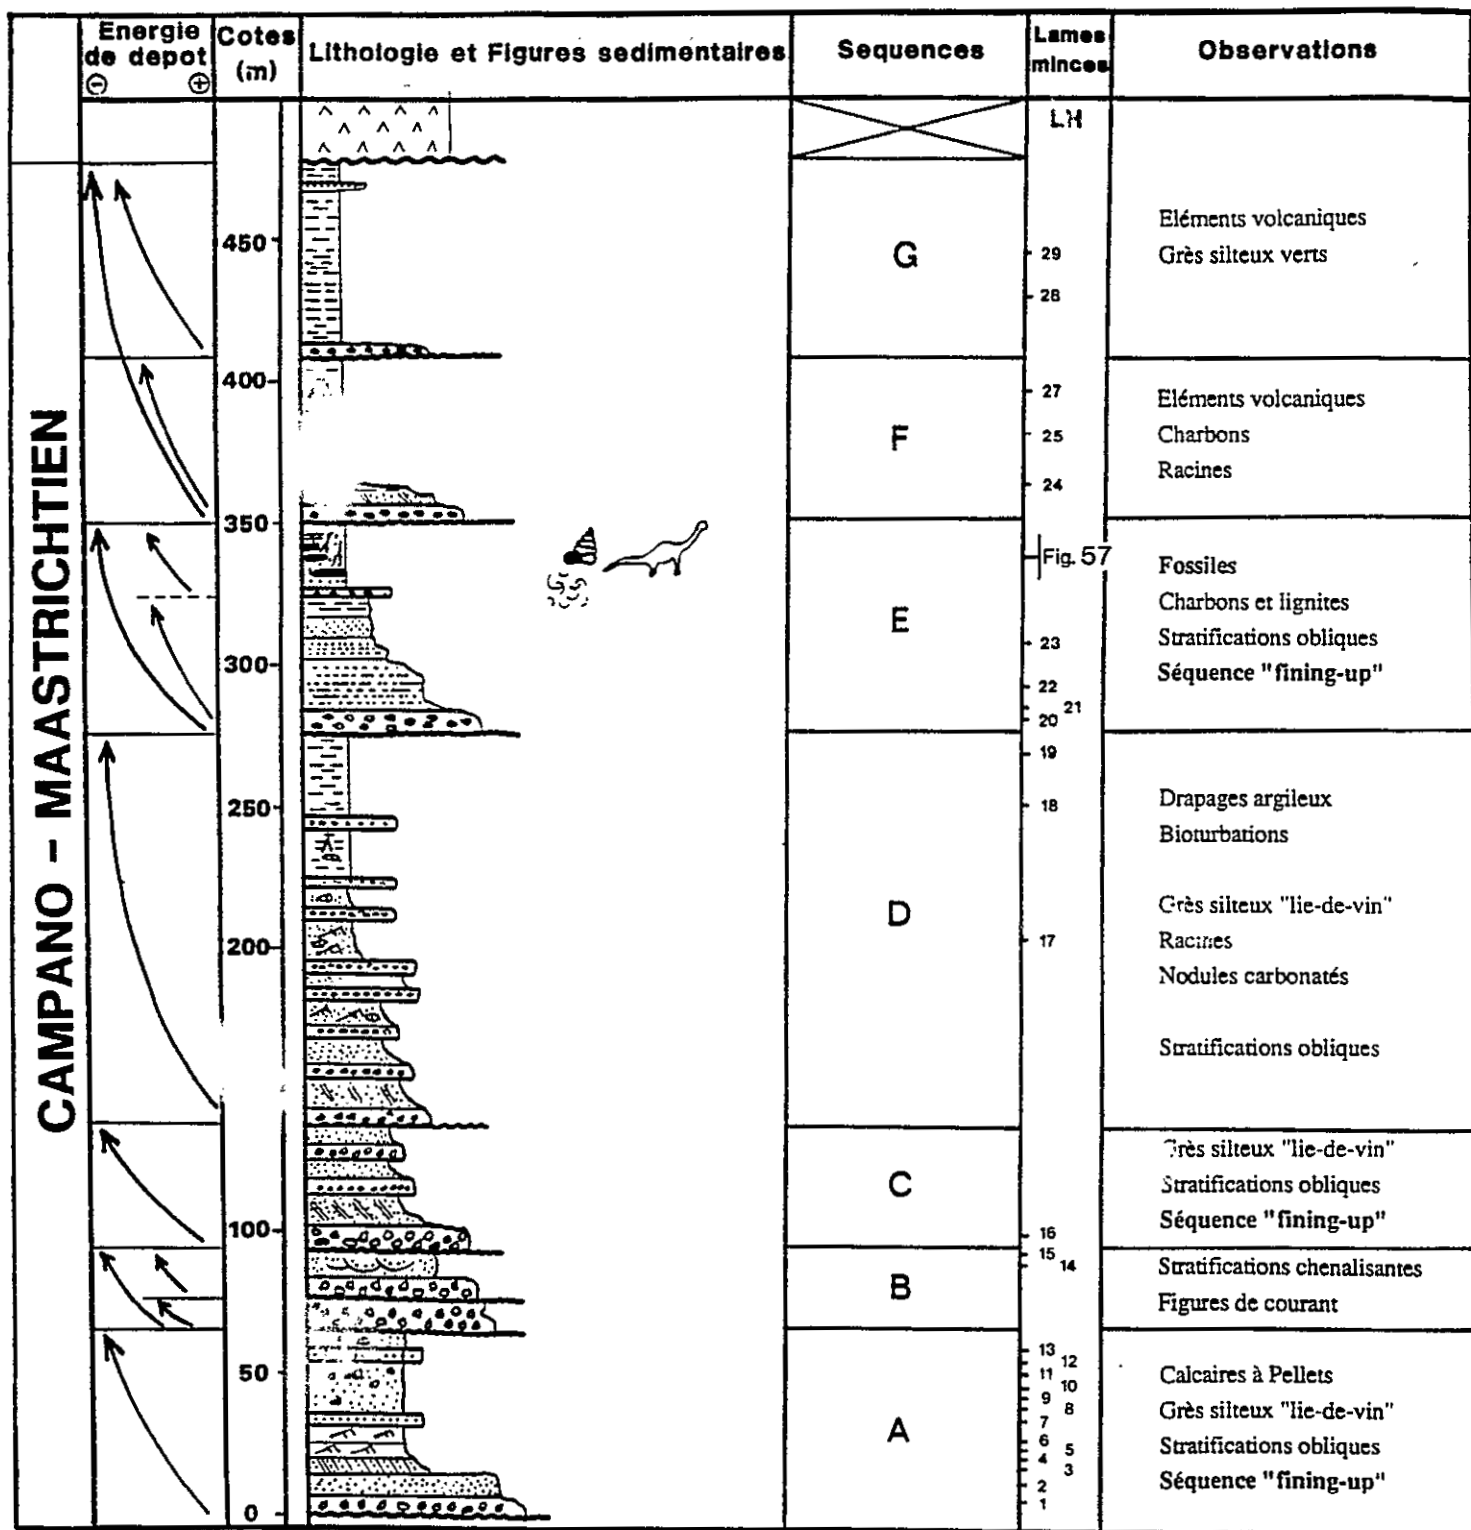 Energie
de depot
⊖ ⊕
Cotes
(m)
Lithologie et Figures sedimentaires
Sequences
Lames
minces
Observations
LH
CAMPANO - MAASTRICHTIEN
450
G
29
28
Eléments volcaniques
Grès silteux verts
400
F
27
25
24
Eléments volcaniques
Charbons
Racines
350
E
Fig. 57
23
22
21
20
Fossiles
Charbons et lignites
Stratifications obliques
Séquence "fining-up"
300
250
200
D
19
18
17
Drapages argileux
Bioturbations
Grès silteux "lie-de-vin"
Racines
Nodules carbonatés
Stratifications obliques
100
C
16
Grès silteux "lie-de-vin"
Stratifications obliques
Séquence "fining-up"
B
15
14
Stratifications chenalisantes
Figures de courant
50
0
A
13
12
11
10
9
8
7
6
5
4
3
2
1
Calcaires à Pellets
Grès silteux "lie-de-vin"
Stratifications obliques
Séquence "fining-up"